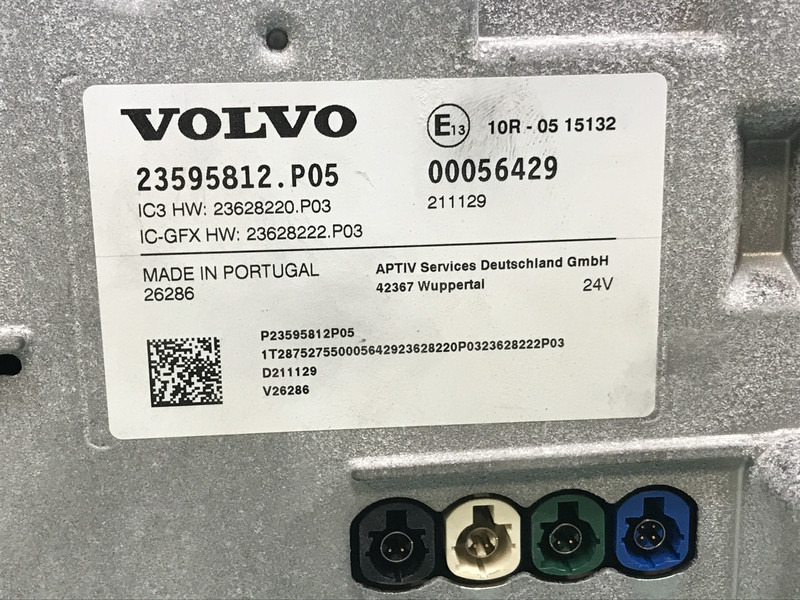 VOLVO
E13 10R - 05 15132
23595812.P05 00056429
IC3 HW: 23628220.P03 211129
IC-GFX HW: 23628222.P03
MADE IN PORTUGAL APTIV Services Deutschland GmbH
26286 42367 Wuppertal 24V
P23595812P05
1T287527550005642923628220P0323628222P03
D211129
V26286